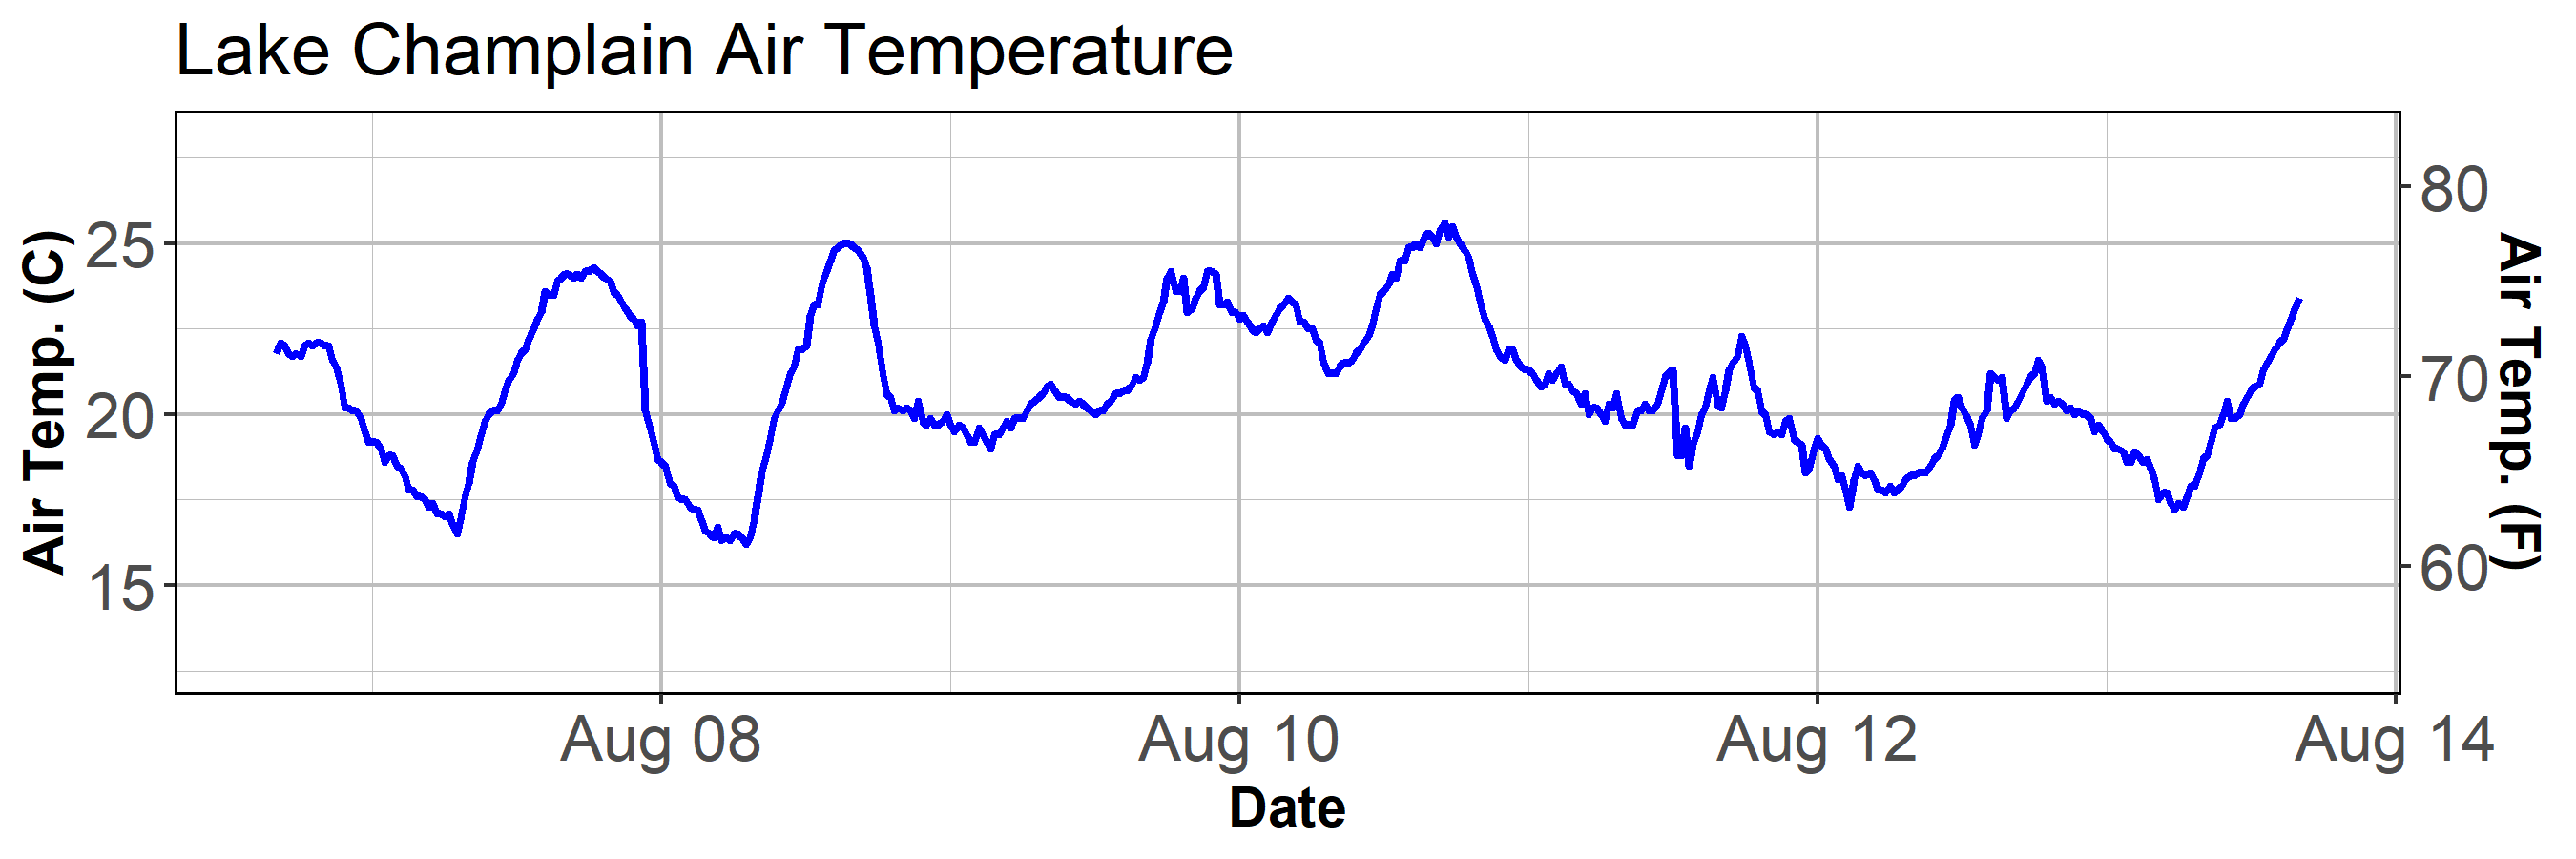 Lake Champlain Air Temperature
Air Temp. (C)
25
20
15
80
70
60
Air Temp. (F)
Aug 08
Aug 10
Aug 12
Aug 14
Date